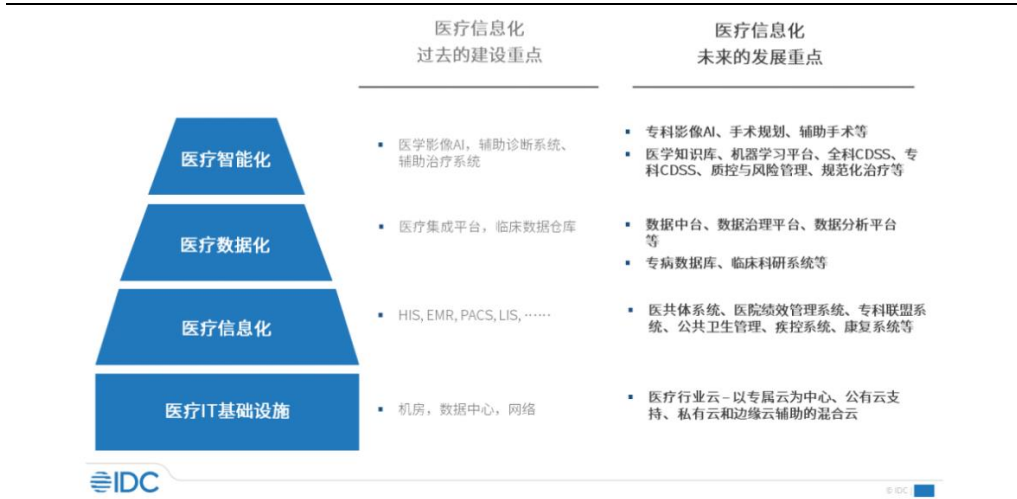 医疗信息化
过去的建设重点
医疗信息化
未来的发展重点
医疗智能化
▪ 医学影像AI，辅助诊断系统、
辅助治疗系统
▪ 专科影像AI、手术规划、辅助手术等
▪ 医学知识库、机器学习平台、全科CDSS、专
科CDSS、质控与风险管理、规范化治疗等
医疗数据化
▪ 医疗集成平台，临床数据仓库
▪ 数据中台、数据治理平台、数据分析平台
等
▪ 专病数据库、临床科研系统等
医疗信息化
▪ HIS, EMR, PACS, LIS, ······
▪ 医共体系统、医院绩效管理系统、专科联盟系
统、公共卫生管理、疾控系统、康复系统等
医疗IT基础设施
▪ 机房，数据中心，网络
▪ 医疗行业云 – 以专属云为中心、公有云支
持、私有云和边缘云辅助的混合云
IDC
© IDC